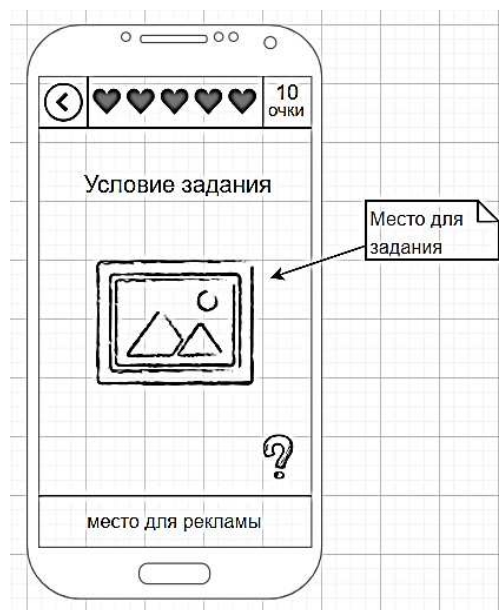 10
очки
Условие задания
Место для
задания
?
место для рекламы